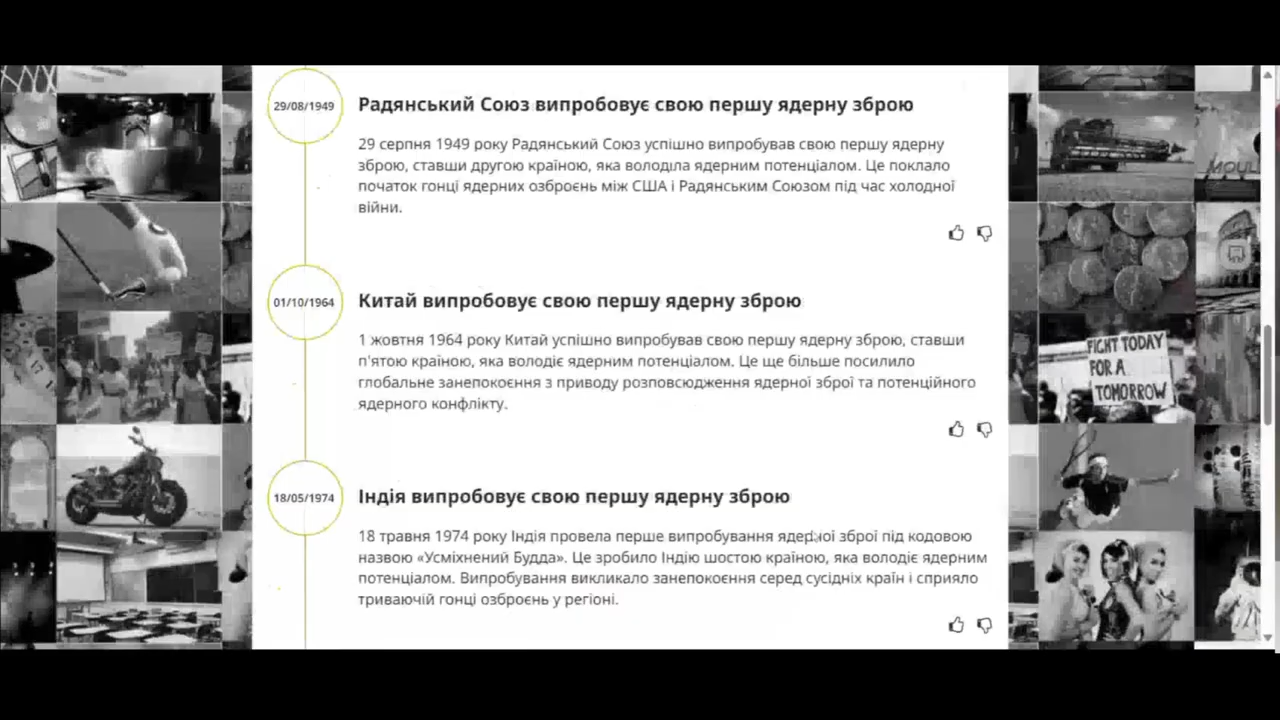 29/08/1949
Радянський Союз випробовує свою першу ядерну зброю
29 серпня 1949 року Радянський Союз успішно випробував свою першу ядерну
зброю, ставши другою країною, яка володіла ядерним потенціалом. Це поклало
початок гонці ядерних озброєнь між США і Радянським Союзом під час холодної
війни.
01/10/1964
Китай випробовує свою першу ядерну зброю
1 жовтня 1964 року Китай успішно випробував свою першу ядерну зброю, ставши
п'ятою країною, яка володіє ядерним потенціалом. Це ще більше посилило
глобальне занепокоєння з приводу розповсюдження ядерної зброї та потенційного
ядерного конфлікту.
18/05/1974
Індія випробовує свою першу ядерну зброю
18 травня 1974 року Індія провела перше випробування ядерної зброї під кодовою
назвою «Усміхнений Будда». Це зробило Індію шостою країною, яка володіє ядерним
потенціалом. Випробування викликало занепокоєння серед сусідніх країн і сприяло
триваючій гонці озброєнь у регіоні.
FIGHT TODAY
FOR A
TOMORROW